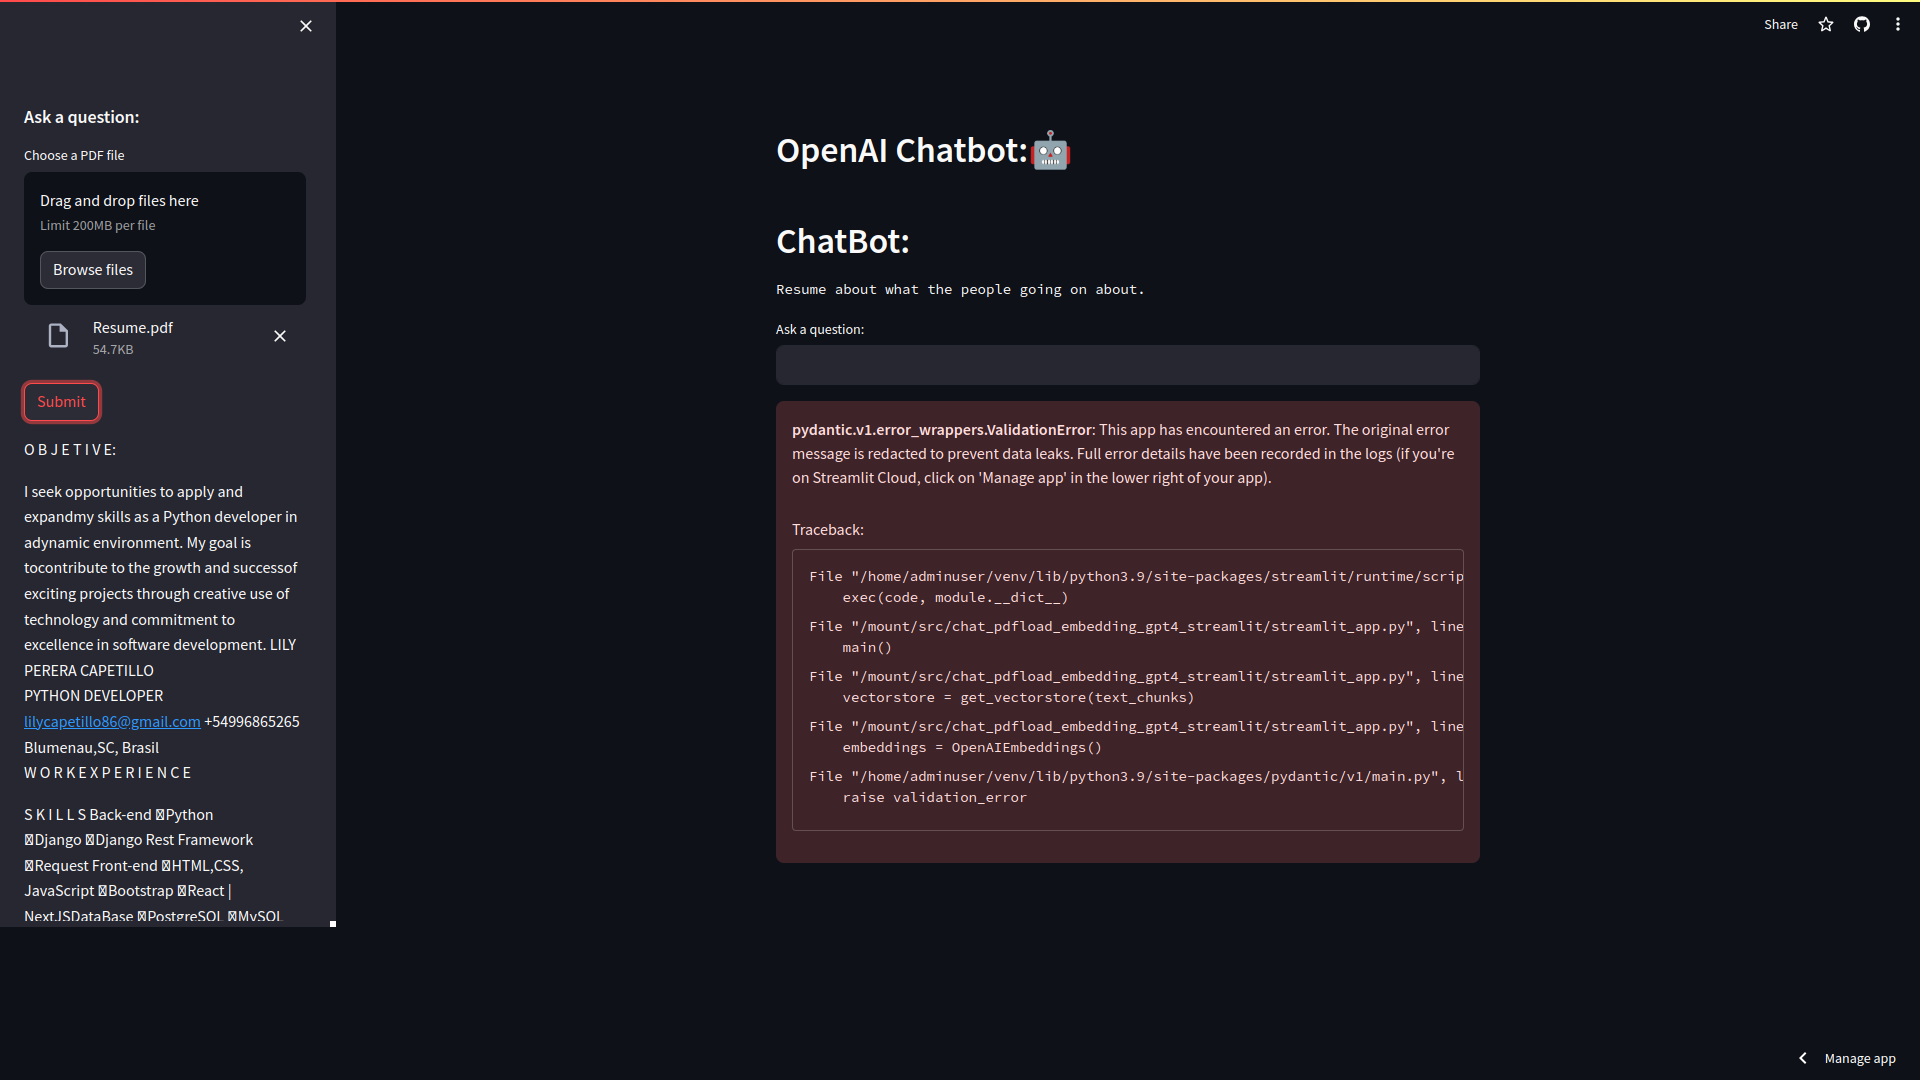 Share
Ask a question:
Choose a PDF file
Drag and drop files here
Limit 200MB per file
Browse files
Resume.pdf
54.7KB
Submit
O B J E T I V E:
I seek opportunities to apply and
expandmy skills as a Python developer in
adynamic environment. My goal is
tocontribute to the growth and successof
exciting projects through creative use of
technology and commitment to
excellence in software development. LILY
PERERA CAPETILLO
PYTHON DEVELOPER
lilycapetillo86@gmail.com +54996865265
Blumenau,SC, Brasil
W O R K E X P E R I E N C E
S K I L L S Back-end Python
Django Django Rest Framework
Request Front-end HTML,CSS,
JavaScript Bootstrap React |
NextJSDataBase PostgreSQL MySQL
OpenAI Chatbot:🤖
ChatBot:
Resume about what the people going on about.
Ask a question:
pydantic.v1.error_wrappers.ValidationError: This app has encountered an error. The original error
message is redacted to prevent data leaks. Full error details have been recorded in the logs (if you're
on Streamlit Cloud, click on 'Manage app' in the lower right of your app).
Traceback:
File "/home/adminuser/venv/lib/python3.9/site-packages/streamlit/runtime/scrip
exec(code, module.__dict__)
File "/mount/src/chat_pdfload_embedding_gpt4_streamlit/streamlit_app.py", line
main()
File "/mount/src/chat_pdfload_embedding_gpt4_streamlit/streamlit_app.py", line
vectorstore = get_vectorstore(text_chunks)
File "/mount/src/chat_pdfload_embedding_gpt4_streamlit/streamlit_app.py", line
embeddings = OpenAIEmbeddings()
File "/home/adminuser/venv/lib/python3.9/site-packages/pydantic/v1/main.py", l
raise validation_error
Manage app